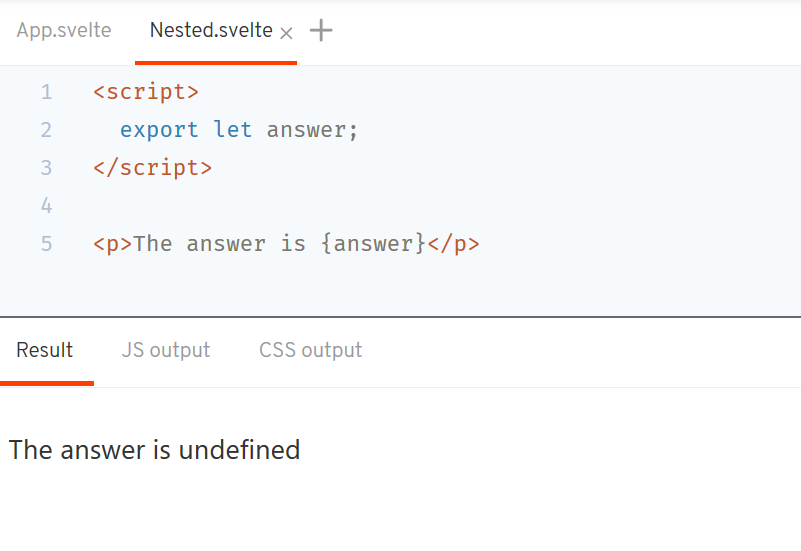 App.svelte Nested.svelte × +
1 <script>
2 export let answer;
3 </script>
4
5 <p>The answer is {answer}</p>
Result JS output CSS output
The answer is undefined